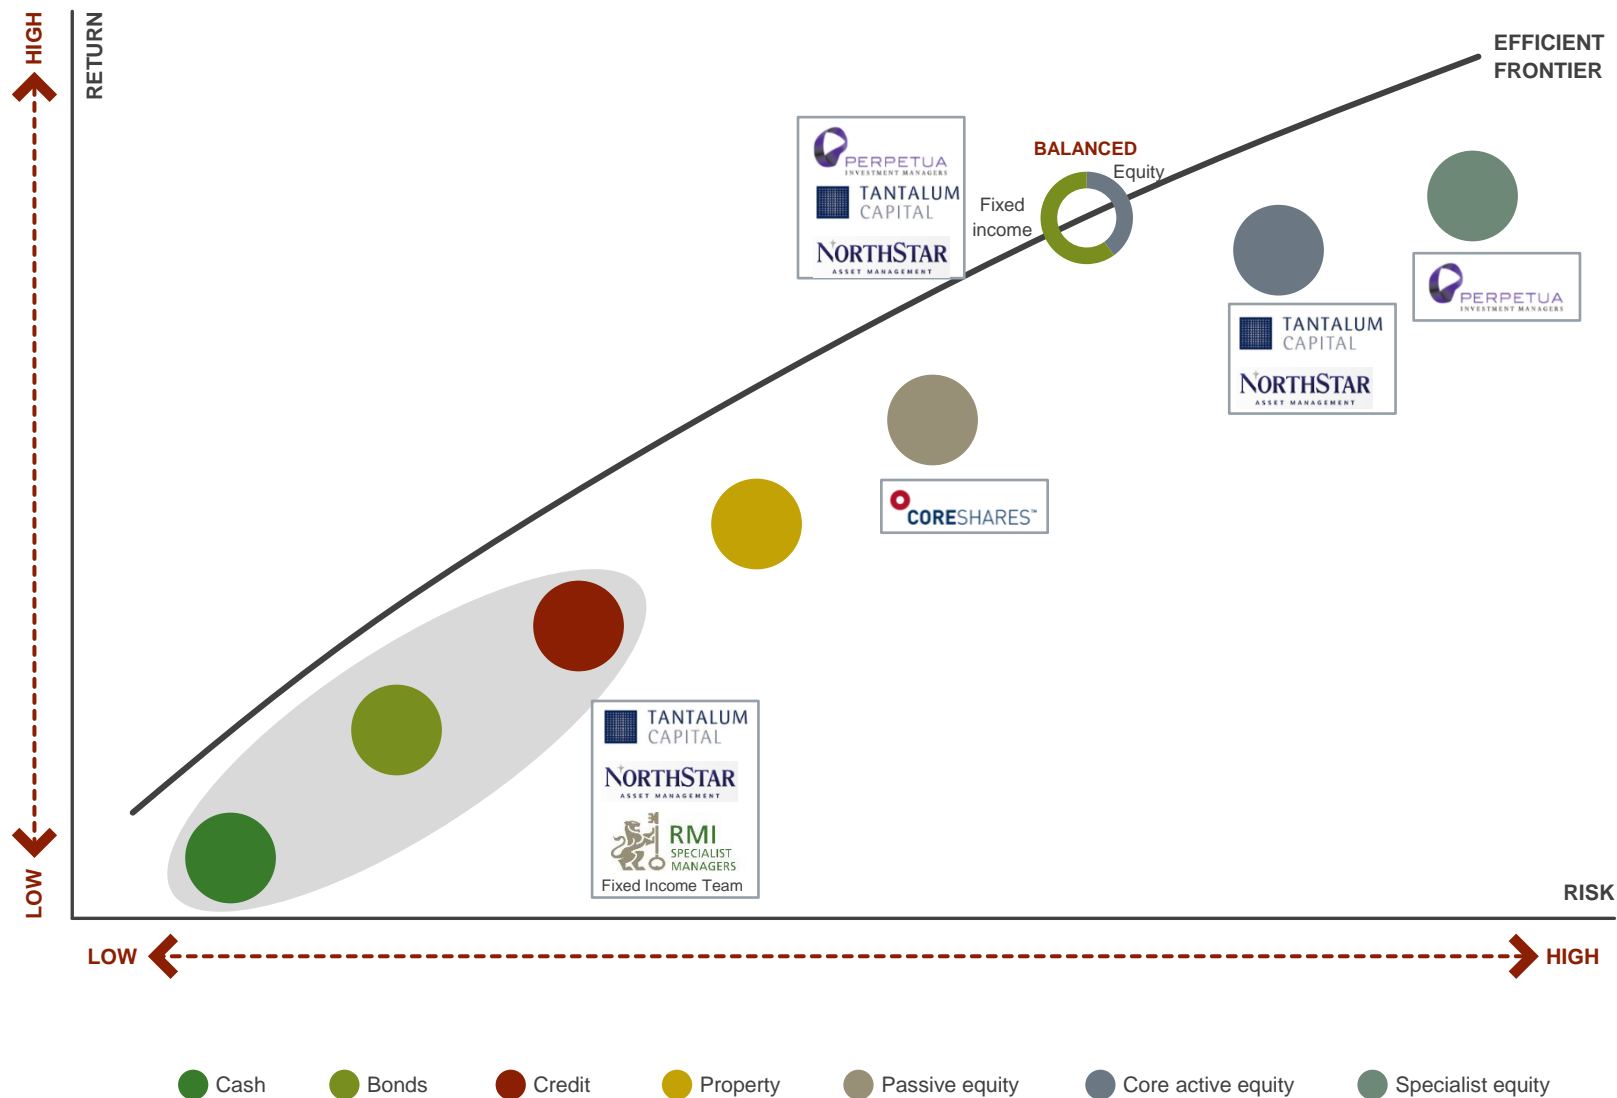 HIGH
RETURN
EFFICIENT
FRONTIER
PERPETUA
INVESTMENT MANAGERS
TANTALUM
CAPITAL
NORTHSTAR
ASSET MANAGEMENT
BALANCED
Equity
Fixed
income
PERPETUA
INVESTMENT MANAGERS
TANTALUM
CAPITAL
NORTHSTAR
ASSET MANAGEMENT
CORESHARES™
TANTALUM
CAPITAL
NORTHSTAR
ASSET MANAGEMENT
RMI
SPECIALIST
MANAGERS
Fixed Income Team
LOW
RISK
LOW
HIGH
Cash
Bonds
Credit
Property
Passive equity
Core active equity
Specialist equity